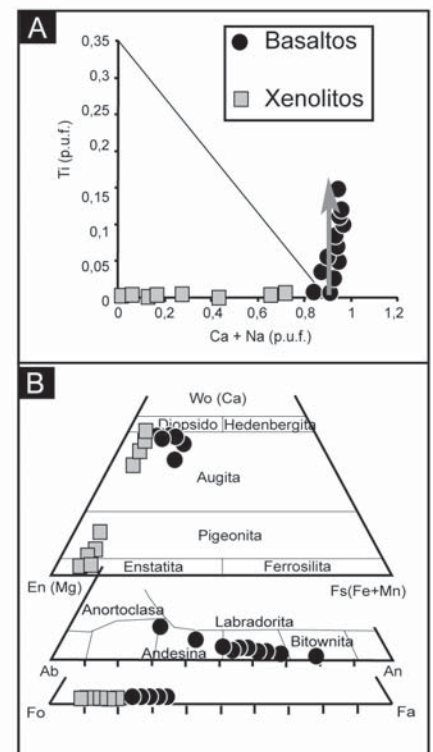 A
Basaltos
Xenolitos
Ti (p.u.f.)
0,35
0,3
0,25
0,2
0,15
0,1
0,05
0
0 0,2 0,4 0,6 0,8 1 1,2
Ca + Na (p.u.f.)
B
Wo (Ca)
Diopsido Hedenbergita
Augita
Pigeonita
Enstatita Ferrosilita
En (Mg) Fs(Fe+Mn)
Anortoclasa
Labradorita
Bitownita
Andesina
Ab An
Fo Fa